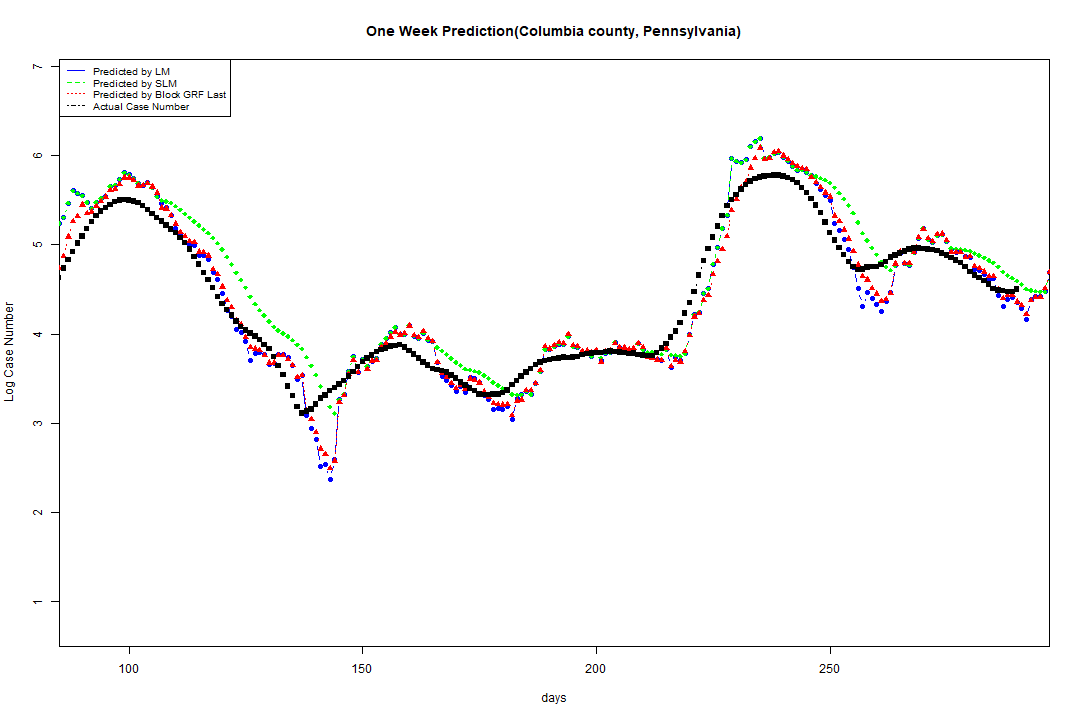 One Week Prediction(Columbia county, Pennsylvania)
7
Predicted by LM
Predicted by SLM
Predicted by Block GRF Last
Actual Case Number
6
5
4
3
2
1
Log Case Number
100 150 200 250
days